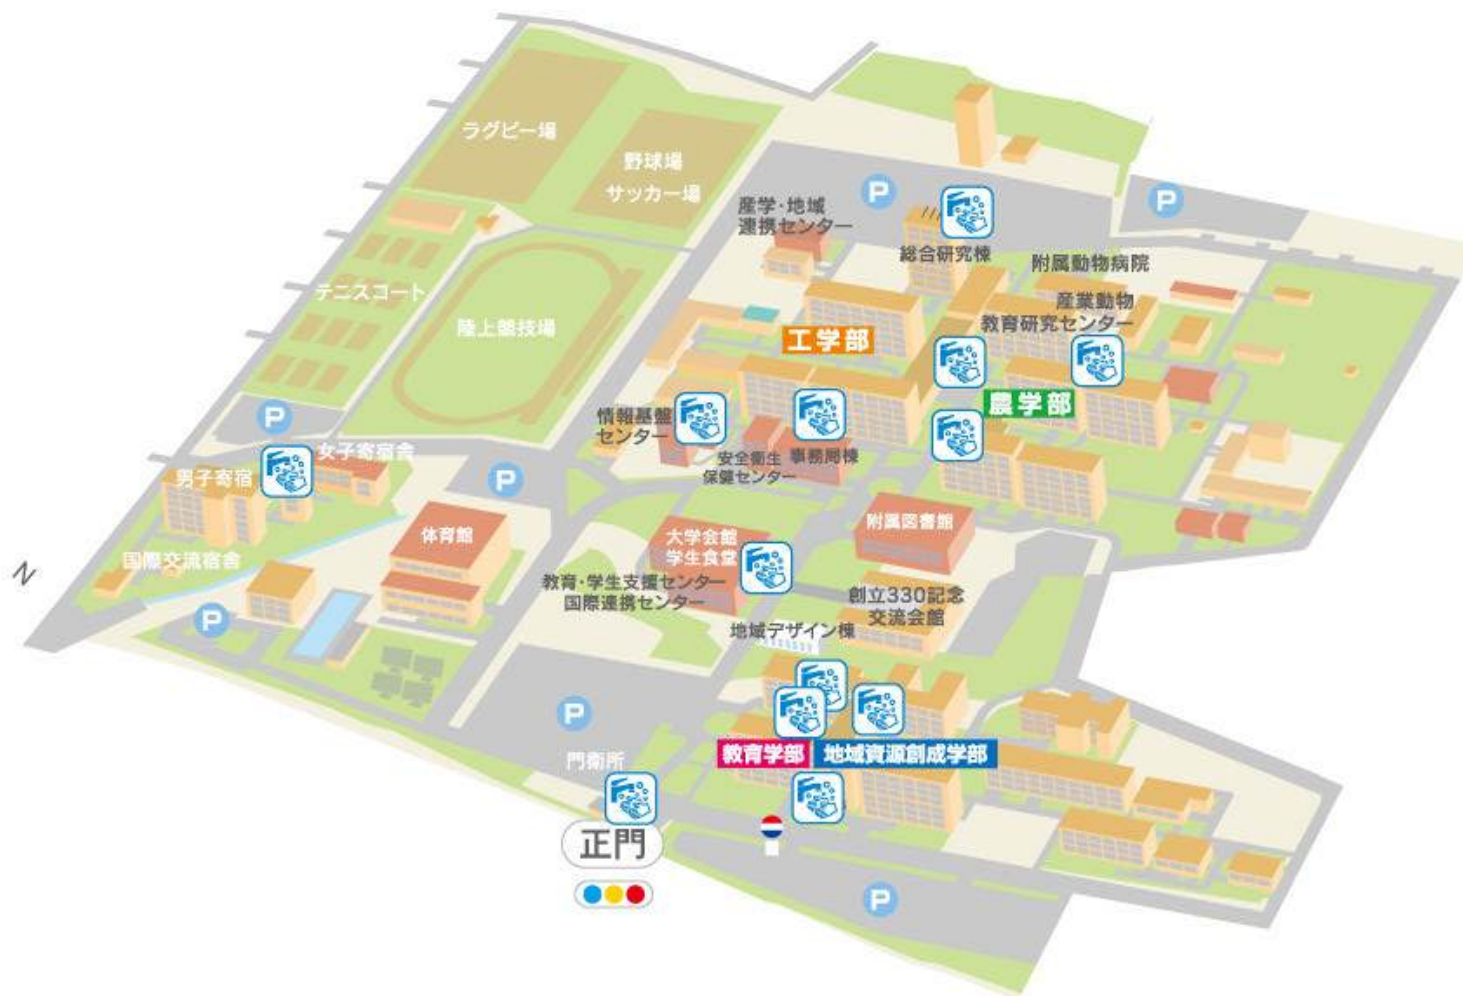 ラグビー場
野球場
サッカー場
P
P
産学・地域
連携センター
総合研究棟
附属動物病院
産業動物
教育研究センター
テニスコート
陸上競技場
工学部
農学部
P
情報基盤
センター
安全衛生
保健センター
事務局棟
女子寄宿舎
男子寄宿
P
体育館
大学会館
学生食堂
附属図書館
国際交流宿舎
N
教育・学生支援センター
国際連携センター
創立330記念
交流会館
P
地域デザイン棟
P
教育学部
地域資源創成学部
門衛所
正門
P